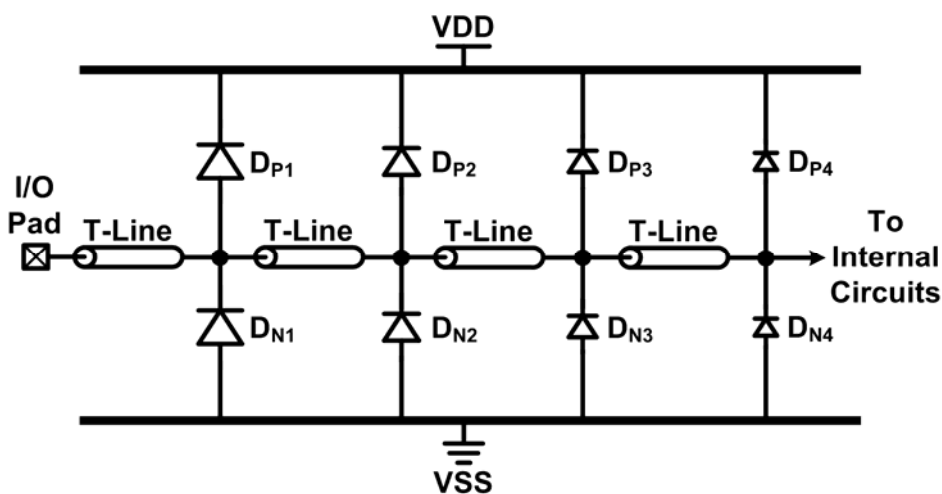 VDD
DP1
DP2
DP3
DP4
I/O
Pad
T-Line
T-Line
T-Line
T-Line
To
Internal
Circuits
DN1
DN2
DN3
DN4
VSS